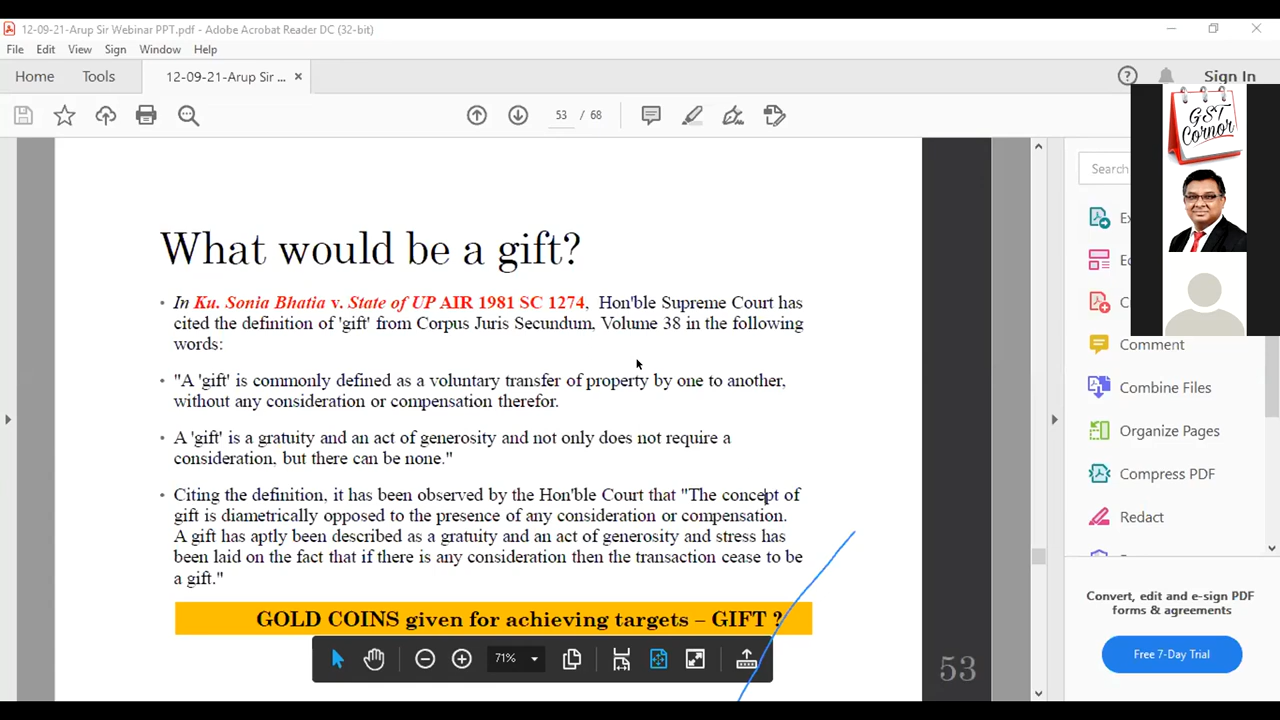 12-09-21-Arup Sir Webinar PPT.pdf - Adobe Acrobat Reader DC (32-bit)
File Edit View Sign Window Help
Home Tools 12-09-21-Arup Sir ... × Sign In
53 / 68
GST
Corner
Search
What would be a gift?
• In Ku. Sonia Bhatia v. State of UP AIR 1981 SC 1274, Hon'ble Supreme Court has
cited the definition of 'gift' from Corpus Juris Secundum, Volume 38 in the following
words:
• "A 'gift' is commonly defined as a voluntary transfer of property by one to another,
without any consideration or compensation therefor.
A 'gift' is a gratuity and an act of generosity and not only does not require a
consideration, but there can be none."
• Citing the definition, it has been observed by the Hon'ble Court that "The concept of
gift is diametrically opposed to the presence of any consideration or compensation.
A gift has aptly been described as a gratuity and an act of generosity and stress has
been laid on the fact that if there is any consideration then the transaction cease to be
a gift."
GOLD COINS given for achieving targets – GIFT ?
71%
53
Comment
Combine Files
Organize Pages
Compress PDF
Redact
Convert, edit and e-sign PDF
forms & agreements
Free 7-Day Trial